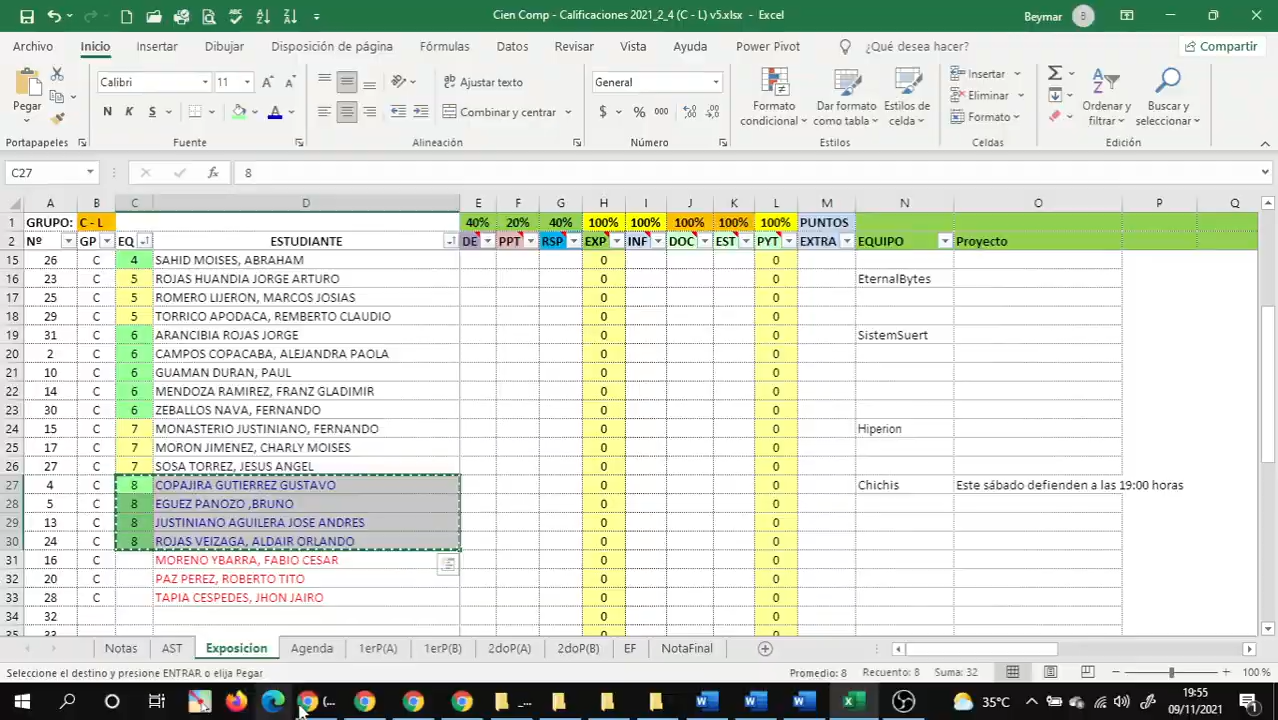 Cien Comp - Calificaciones 2021_2_4 (C - L) v5.xlsx - Excel
Beymar B
Archivo Inicio Insertar Dibujar Disposición de página Fórmulas Datos Revisar Vista Ayuda Power Pivot ¿Qué desea hacer? Compartir
Pegar
Calibri 11
N K S
Ajustar texto
Combinar y centrar
General
$ % 000
Formato condicional
Dar formato como tabla
Estilos de celda
Insertar
Eliminar
Formato
Ordenar y filtrar
Buscar y seleccionar
Portapapeles Fuente Alineación Número Estilos Celdas Edición
C27 fx 8
A B C D E F G H I J K L M N O P Q
1 GRUPO: C - L 40% 20% 40% 100% 100% 100% 100% 100% PUNTOS
2 Nº GP EQ ESTUDIANTE DE PPT RSP EXP INF DOC EST PYT EXTRA EQUIPO Proyecto
15 26 C 4 SAHID MOISES, ABRAHAM 0 0
16 23 C 5 ROJAS HUANDIA JORGE ARTURO 0 0 EternalBytes
17 25 C 5 ROMERO LIJERON, MARCOS JOSIAS 0 0
18 29 C 5 TORRICO APODACA, REMBERTO CLAUDIO 0 0
19 31 C 6 ARANCIBIA ROJAS JORGE 0 0 SistemSuert
20 2 C 6 CAMPOS COPACABA, ALEJANDRA PAOLA 0 0
21 10 C 6 GUAMAN DURAN, PAUL 0 0
22 14 C 6 MENDOZA RAMIREZ, FRANZ GLADIMIR 0 0
23 30 C 6 ZEBALLOS NAVA, FERNANDO 0 0
24 15 C 7 MONASTERIO JUSTINIANO, FERNANDO 0 0 Hiperion
25 17 C 7 MORON JIMENEZ, CHARLY MOISES 0 0
26 27 C 7 SOSA TORREZ, JESUS ANGEL 0 0
27 4 C 8 COPAJIRA GUTIERREZ GUSTAVO 0 0 Chichis Este sábado defienden a las 19:00 horas
28 5 C 8 EGUEZ PANOZO ,BRUNO 0 0
29 13 C 8 JUSTINIANO AGUILERA JOSE ANDRES 0 0
30 24 C 8 ROJAS VEIZAGA, ALDAIR ORLANDO 0 0
31 16 C MORENO YBARRA, FABIO CESAR 0 0
32 20 C PAZ PEREZ, ROBERTO TITO 0 0
33 28 C TAPIA CESPEDES, JHON JAIRO 0 0
34 32 0 0
35 33 0 0
Notas AST Exposicion Agenda 1erP(A) 1erP(B) 2doP(A) 2doP(B) EF NotaFinal
Seleccione el destino y presione ENTRAR o elija Pegar Promedio: 8 Recuento: 8 Suma: 32 100 %
(... _...
35°C
19:55
09/11/2021